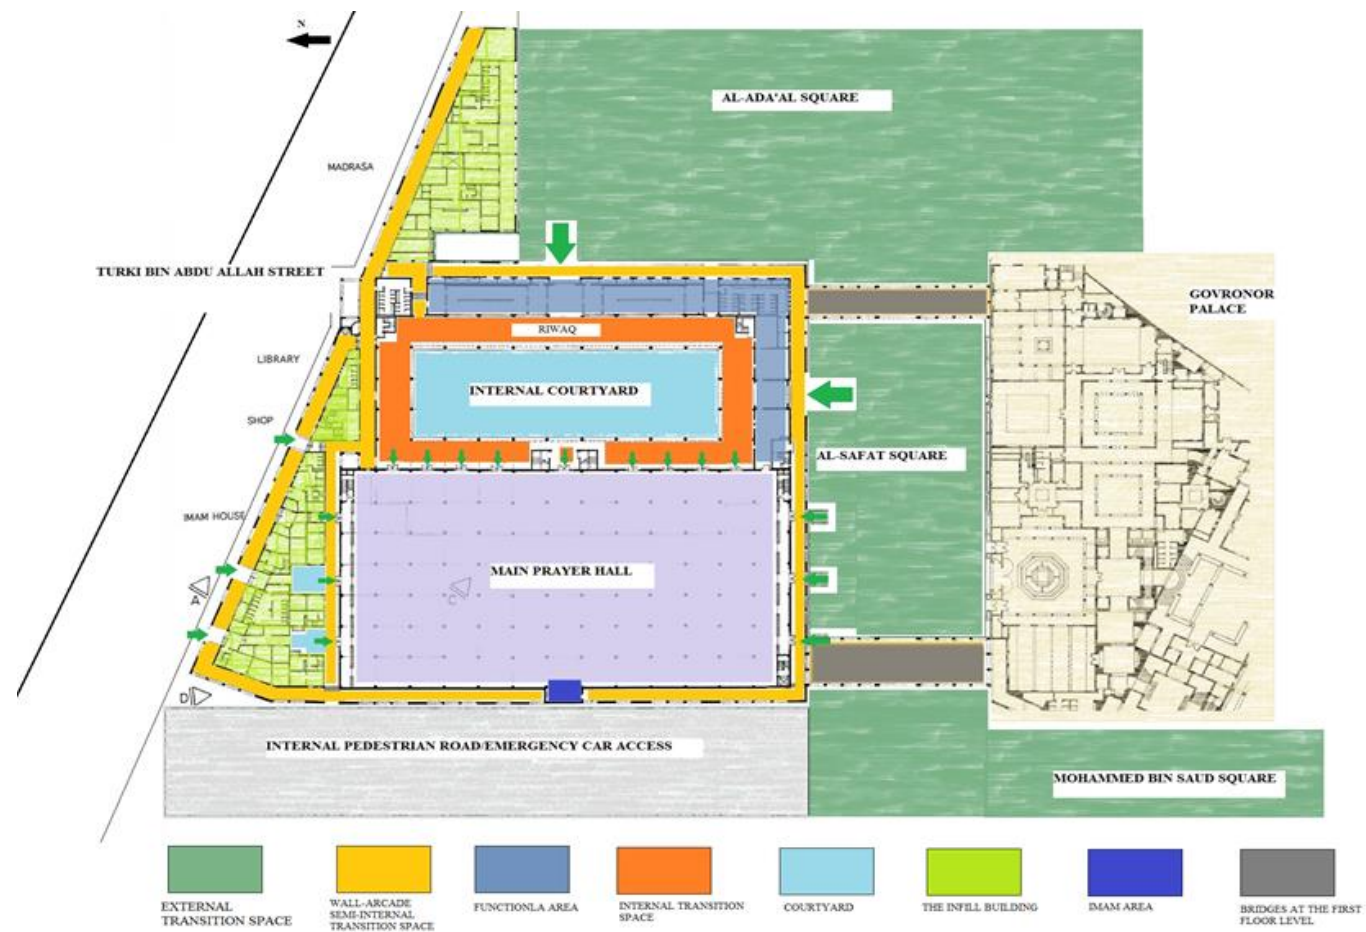 N
AL-ADA'AL SQUARE
MADRASA
TURKI BIN ABDU ALLAH STREET
GOVRONOR
PALACE
RIWAQ
LIBRARY
INTERNAL COURTYARD
SHOP
AL-SAFAT SQUARE
IMAM HOUSE
MAIN PRAYER HALL
A
C
D
INTERNAL PEDESTRIAN ROAD/EMERGENCY CAR ACCESS
MOHAMMED BIN SAUD SQUARE
EXTERNAL
TRANSITION SPACE
WALL-ARCADE
SEMI-INTERNAL
TRANSITION SPACE
FUNCTIONLA AREA
INTERNAL TRANSITION
SPACE
COURTYARD
THE INFILL BUILDING
IMAM AREA
BRIDGES AT THE FIRST
FLOOR LEVEL